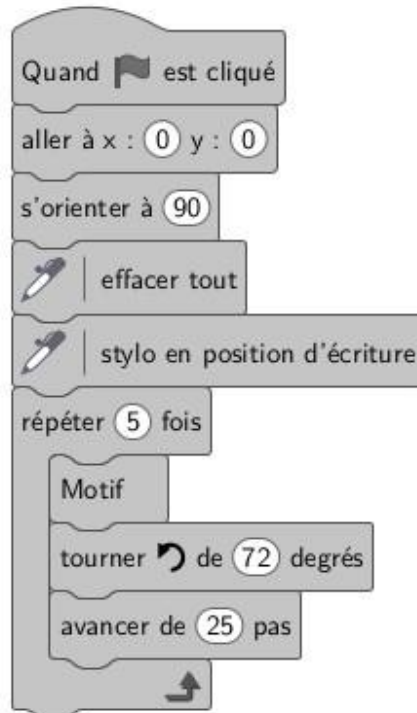 Quand est cliqué
aller à x : 0 y : 0
s'orienter à 90
effacer tout
stylo en position d'écriture
répéter 5 fois
Motif
tourner de 72 degrés
avancer de 25 pas